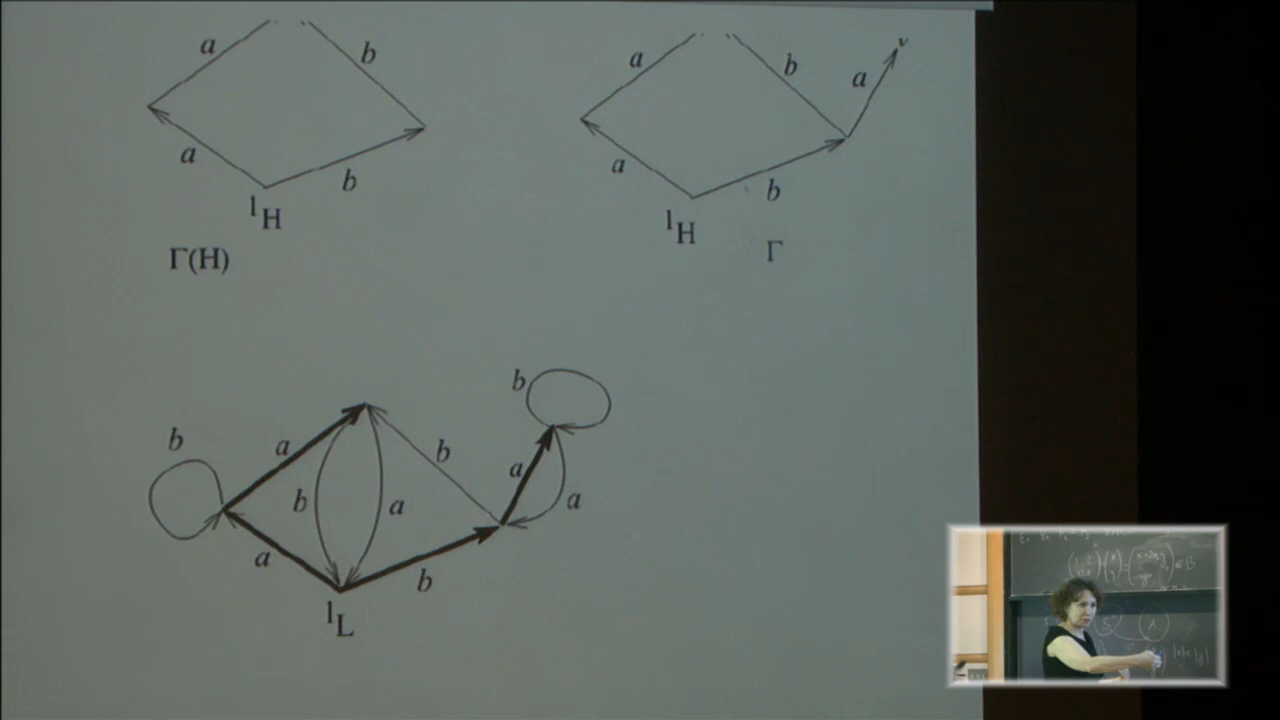 a b a b a
a b a b
1H 1H
Γ(H) Γ
b
b a b a a
b a
a b
1L
|x|<|y|